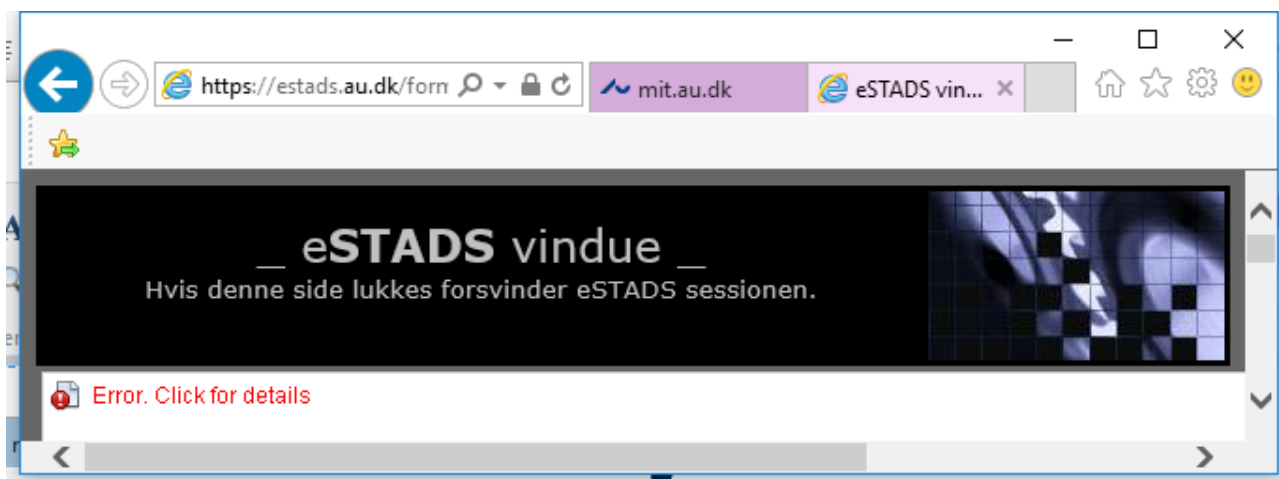 https://estads.au.dk/form
mit.au.dk
eSTADS vin...
_ eSTADS vindue _
Hvis denne side lukkes forsvinder eSTADS sessionen.
Error. Click for details